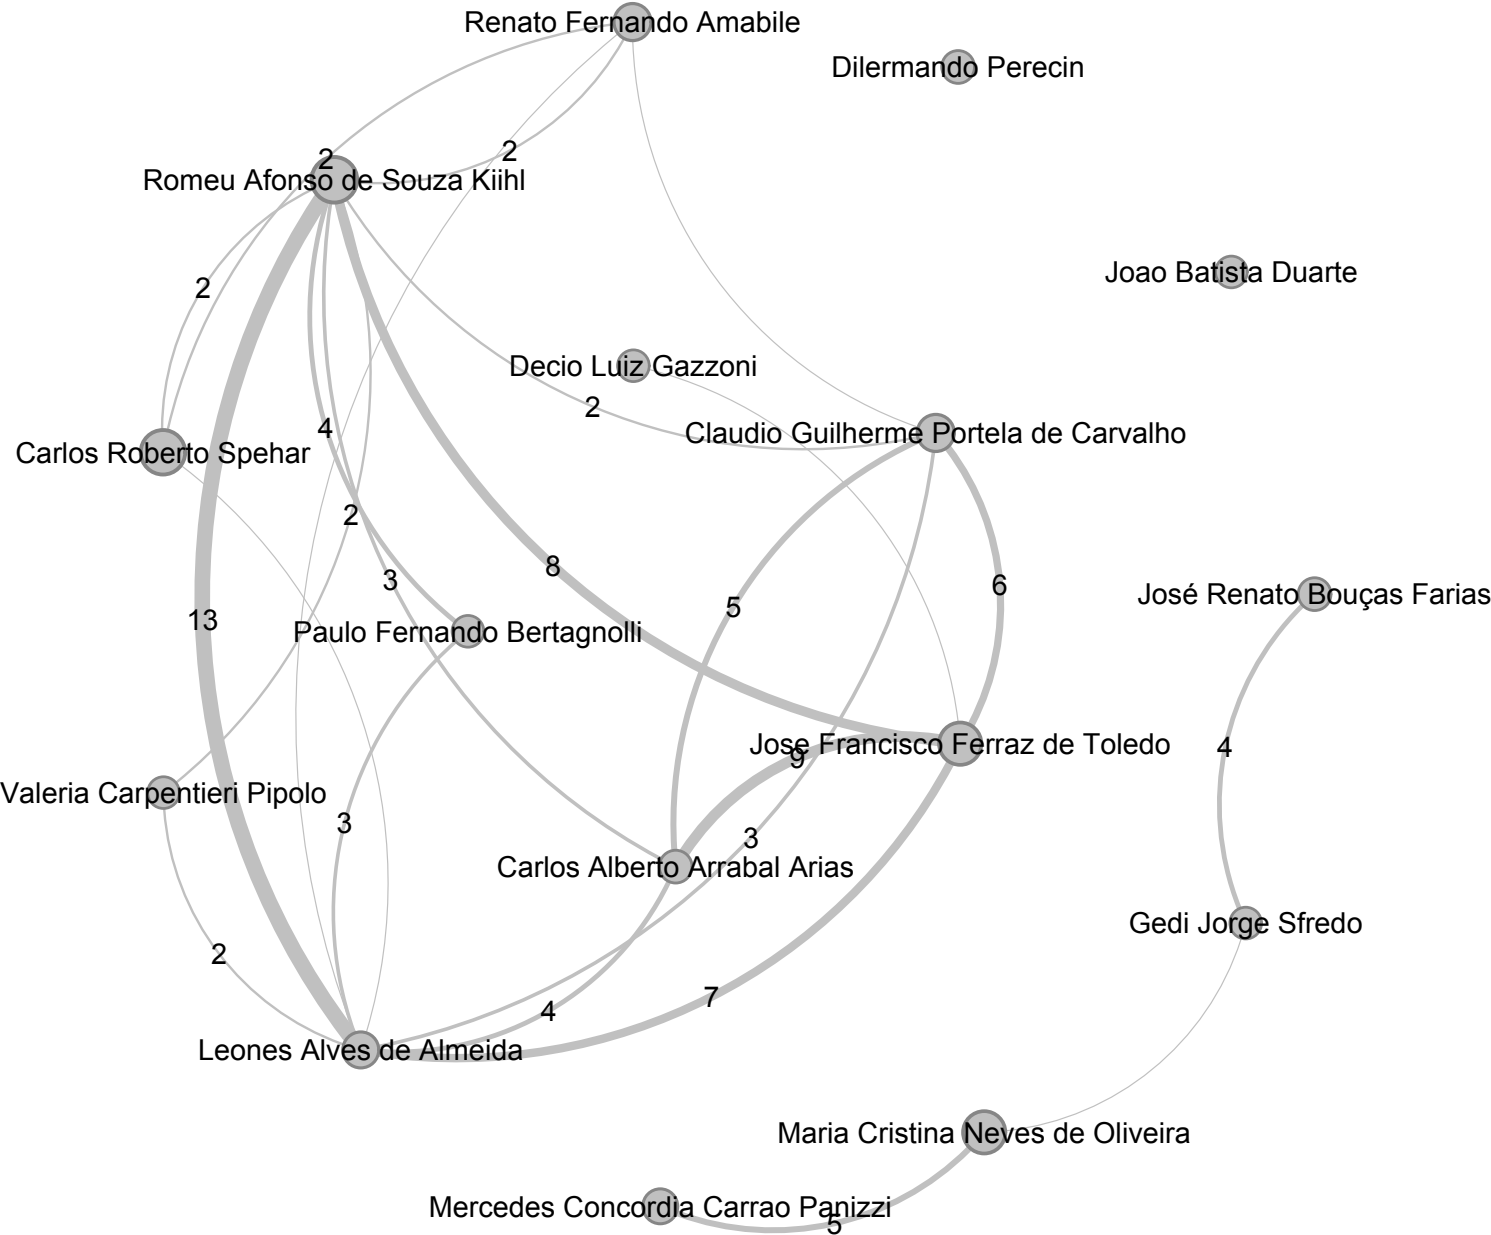 Renato Fernando Amabile
Dilermando Perecin
2
2
Romeu Afonso de Souza Kiihl
Joao Batista Duarte
2
Decio Luiz Gazzoni
2
4
Claudio Guilherme Portela de Carvalho
Carlos Roberto Spehar
2
8
3
6
José Renato Bouças Farias
5
13
Paulo Fernando Bertagnolli
Jose Francisco Ferraz de Toledo
4
9
Valeria Carpentieri Pipolo
3
3
Carlos Alberto Arrabal Arias
Gedi Jorge Sfredo
2
7
4
Leones Alves de Almeida
Maria Cristina Neves de Oliveira
Mercedes Concordia Carrao Panizzi
5